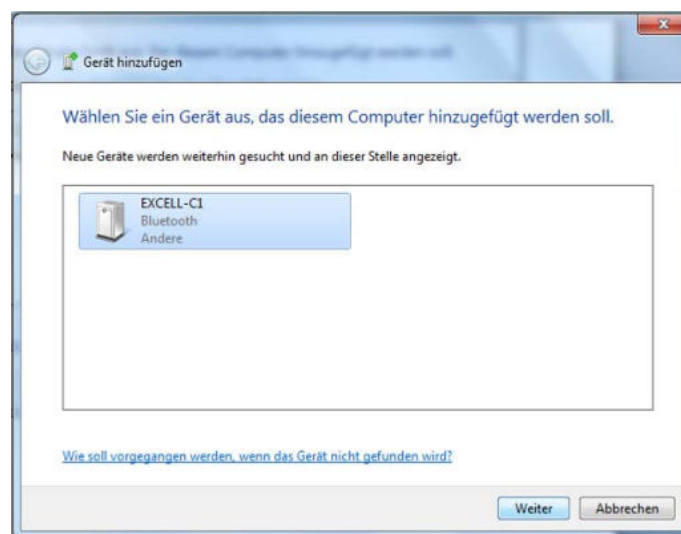 Gerät hinzufügen
Wählen Sie ein Gerät aus, das diesem Computer hinzugefügt werden soll.
Neue Geräte werden weiterhin gesucht und an dieser Stelle angezeigt.
EXCELL-C1
Bluetooth
Andere
Wie soll vorgegangen werden, wenn das Gerät nicht gefunden wird?
Weiter
Abbrechen